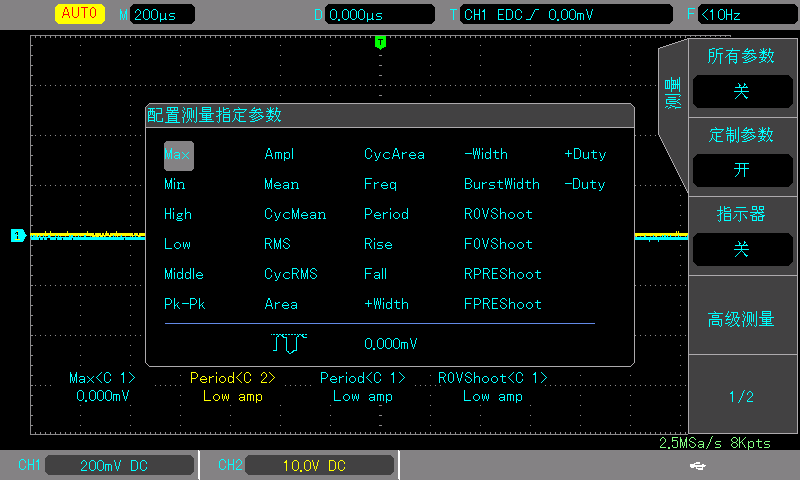 AUTO M 200µs D 0.000µs T CH1 EDC 0.00mV F <10Hz
T
所有参数
关
测量
定制参数
开
指示器
关
高级测量
1/2
配置测量指定参数
Max Ampl CycArea -Width +Duty
Min Mean Freq BurstWidth -Duty
High CycMean Period ROVShoot
Low RMS Rise FOVShoot
Middle CycRMS Fall RPREShoot
Pk-Pk Area +Width FPREShoot
0.000mV
1
Max<C 1> Period<C 2> Period<C 1> ROVShoot<C 1>
0.000mV Low amp Low amp Low amp
2.5MSa/s 8Kpts
CH1 200mV DC CH2 10.0V DC